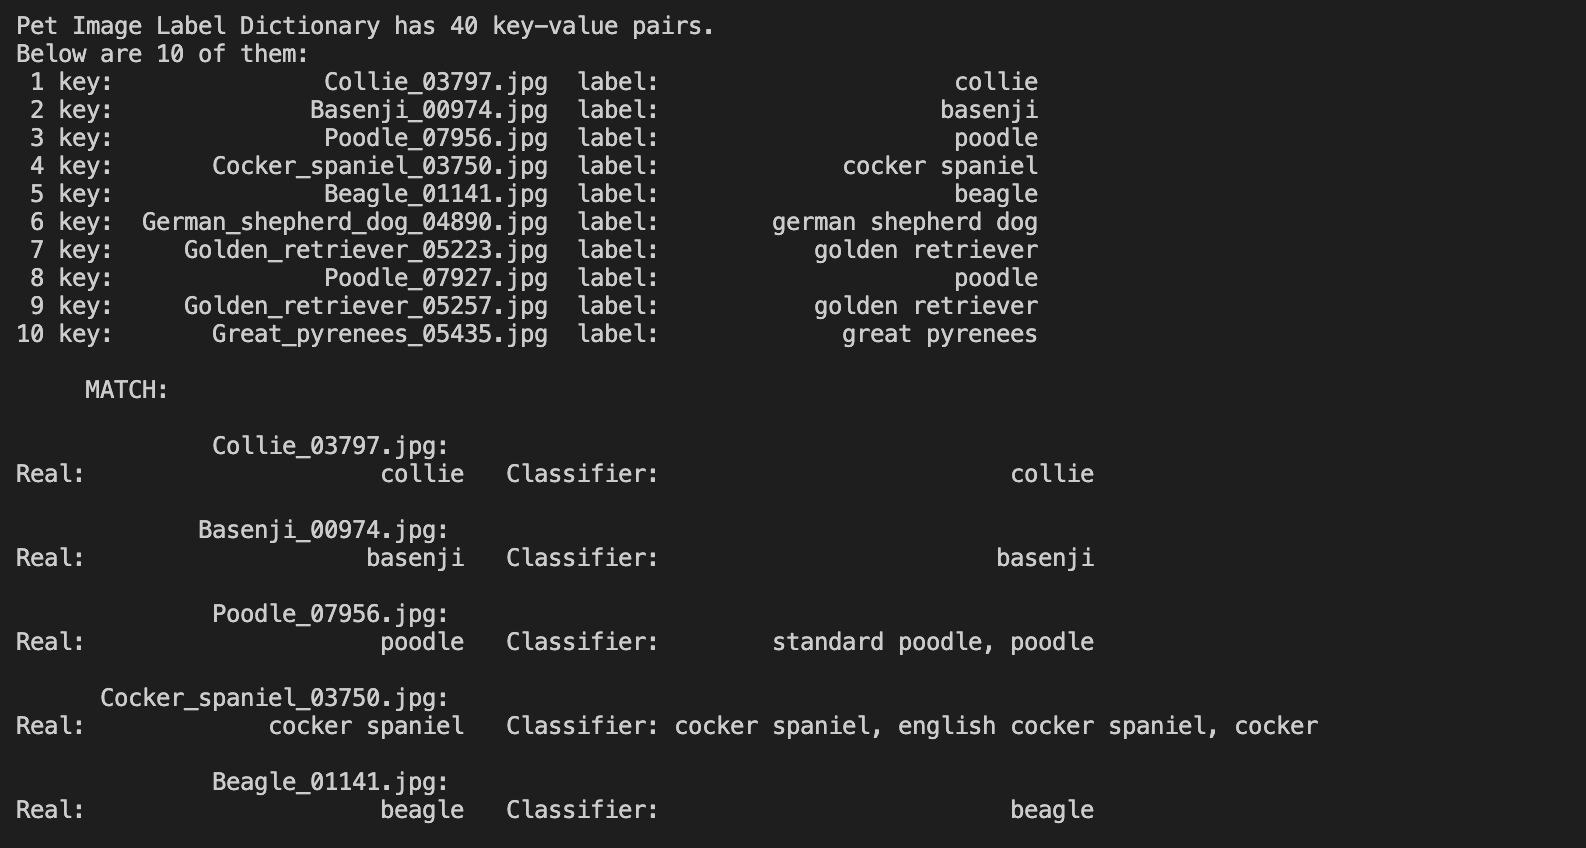 Pet Image Label Dictionary has 40 key-value pairs.
Below are 10 of them:
 1 key:               Collie_03797.jpg  label:                     collie
 2 key:              Basenji_00974.jpg  label:                    basenji
 3 key:               Poodle_07956.jpg  label:                     poodle
 4 key:       Cocker_spaniel_03750.jpg  label:             cocker spaniel
 5 key:               Beagle_01141.jpg  label:                     beagle
 6 key:  German_shepherd_dog_04890.jpg  label:        german shepherd dog
 7 key:     Golden_retriever_05223.jpg  label:           golden retriever
 8 key:               Poodle_07927.jpg  label:                     poodle
 9 key:     Golden_retriever_05257.jpg  label:           golden retriever
10 key:       Great_pyrenees_05435.jpg  label:             great pyrenees

     MATCH:

              Collie_03797.jpg:
Real:                     collie   Classifier:                         collie

             Basenji_00974.jpg:
Real:                    basenji   Classifier:                        basenji

              Poodle_07956.jpg:
Real:                     poodle   Classifier:        standard poodle, poodle

      Cocker_spaniel_03750.jpg:
Real:             cocker spaniel   Classifier: cocker spaniel, english cocker spaniel, cocker

              Beagle_01141.jpg:
Real:                     beagle   Classifier:                         beagle